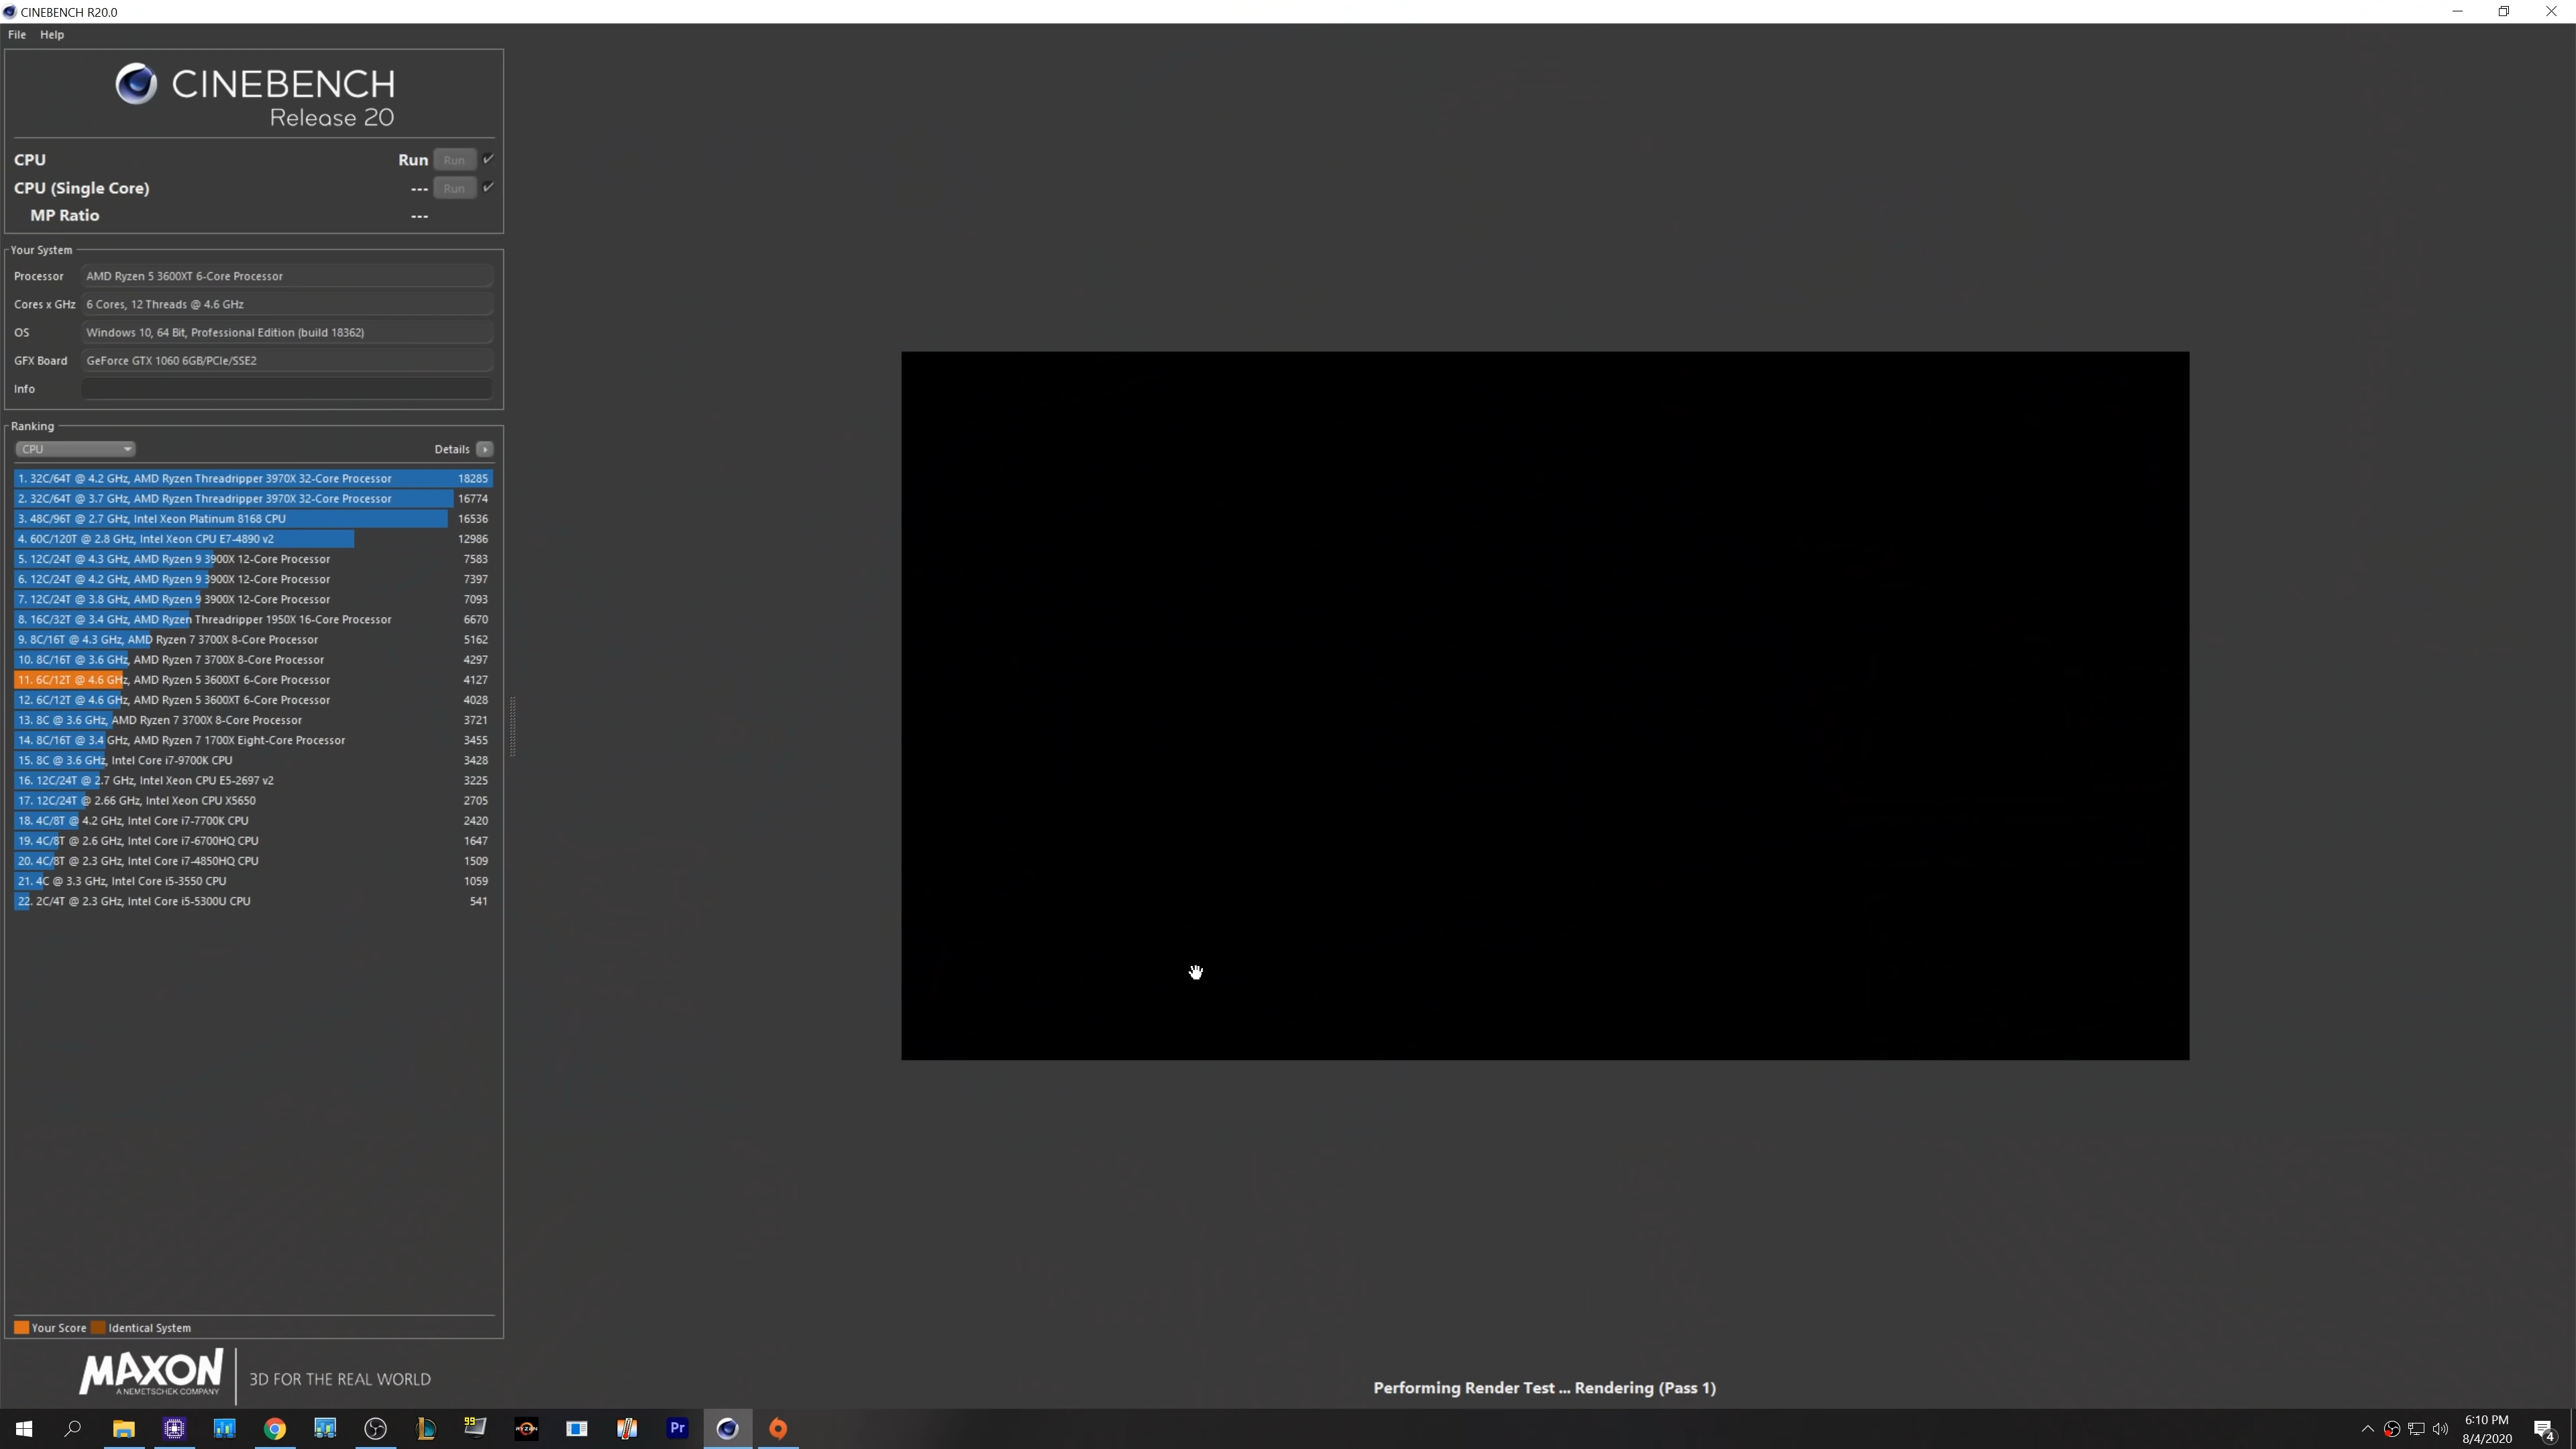 CINEBENCH R20.0
File Help
CINEBENCH
Release 20
CPU Run Run
CPU (Single Core) --- Run
MP Ratio ---
Your System
Processor AMD Ryzen 5 3600XT 6-Core Processor
Cores x GHz 6 Cores, 12 Threads @ 4.6 GHz
OS Windows 10, 64 Bit, Professional Edition (build 18362)
GFX Board GeForce GTX 1060 6GB/PCIe/SSE2
Info
Ranking
CPU Details
1. 32C/64T @ 4.2 GHz, AMD Ryzen Threadripper 3970X 32-Core Processor 18285
2. 32C/64T @ 3.7 GHz, AMD Ryzen Threadripper 3970X 32-Core Processor 16774
3. 48C/96T @ 2.7 GHz, Intel Xeon Platinum 8168 CPU 16536
4. 60C/120T @ 2.8 GHz, Intel Xeon CPU E7-4890 v2 12986
5. 12C/24T @ 4.3 GHz, AMD Ryzen 9 3900X 12-Core Processor 7583
6. 12C/24T @ 4.2 GHz, AMD Ryzen 9 3900X 12-Core Processor 7397
7. 12C/24T @ 3.8 GHz, AMD Ryzen 9 3900X 12-Core Processor 7093
8. 16C/32T @ 3.4 GHz, AMD Ryzen Threadripper 1950X 16-Core Processor 6670
9. 8C/16T @ 4.3 GHz, AMD Ryzen 7 3700X 8-Core Processor 5162
10. 8C/16T @ 3.6 GHz, AMD Ryzen 7 3700X 8-Core Processor 4297
11. 6C/12T @ 4.6 GHz, AMD Ryzen 5 3600XT 6-Core Processor 4127
12. 6C/12T @ 4.6 GHz, AMD Ryzen 5 3600XT 6-Core Processor 4028
13. 8C @ 3.6 GHz, AMD Ryzen 7 3700X 8-Core Processor 3721
14. 8C/16T @ 3.4 GHz, AMD Ryzen 7 1700X Eight-Core Processor 3455
15. 8C @ 3.6 GHz, Intel Core i7-9700K CPU 3428
16. 12C/24T @ 2.7 GHz, Intel Xeon CPU E5-2697 v2 3225
17. 12C/24T @ 2.66 GHz, Intel Xeon CPU X5650 2705
18. 4C/8T @ 4.2 GHz, Intel Core i7-7700K CPU 2420
19. 4C/8T @ 2.6 GHz, Intel Core i7-6700HQ CPU 1647
20. 4C/8T @ 2.3 GHz, Intel Core i7-4850HQ CPU 1509
21. 4C @ 3.3 GHz, Intel Core i5-3550 CPU 1059
22. 2C/4T @ 2.3 GHz, Intel Core i5-5300U CPU 541
Your Score Identical System
MAXON
A NEMETSCHEK COMPANY
3D FOR THE REAL WORLD
Performing Render Test ... Rendering (Pass 1)
99
RYZEN
Pr
6:10 PM
8/4/2020
4